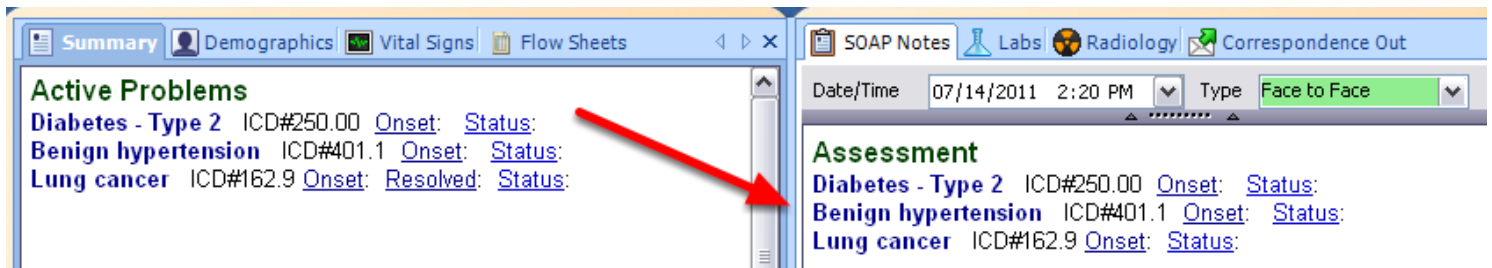 Summary Demographics Vital Signs Flow Sheets
Active Problems
Diabetes - Type 2 ICD#250.00 Onset: Status:
Benign hypertension ICD#401.1 Onset: Status:
Lung cancer ICD#162.9 Onset: Resolved: Status:
SOAP Notes Labs Radiology Correspondence Out
Date/Time 07/14/2011 2:20 PM Type Face to Face
Assessment
Diabetes - Type 2 ICD#250.00 Onset: Status:
Benign hypertension ICD#401.1 Onset: Status:
Lung cancer ICD#162.9 Onset: Status: